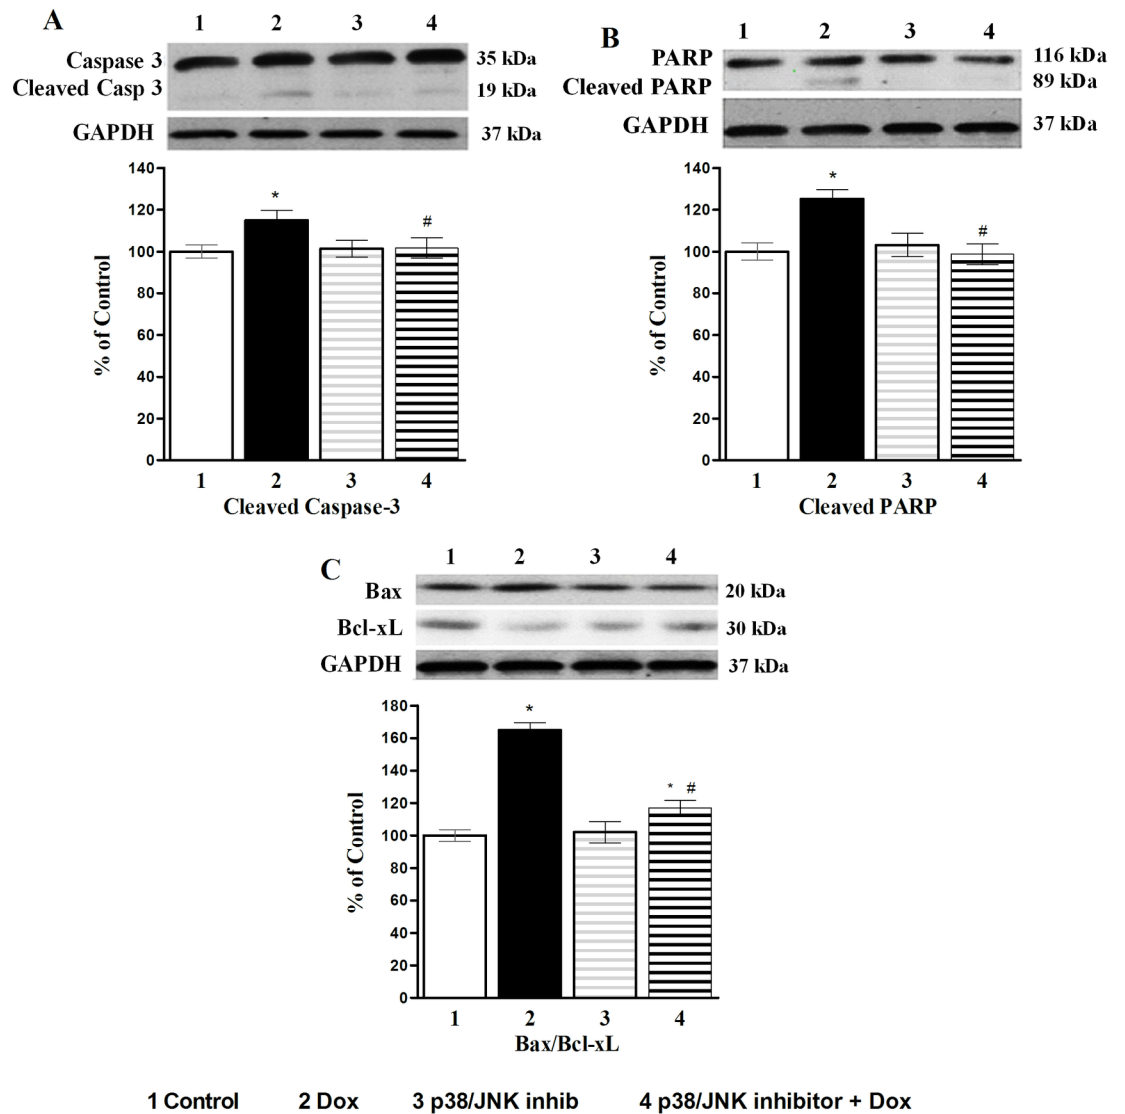 A
1 2 3 4
Caspase 3 35 kDa
Cleaved Casp 3 19 kDa
GAPDH 37 kDa
140
120
100
80
60
40
20
0
% of Control
*
#
1 2 3 4
Cleaved Caspase-3
B
1 2 3 4
PARP 116 kDa
Cleaved PARP 89 kDa
GAPDH 37 kDa
140
120
100
80
60
40
20
0
% of Control
*
#
1 2 3 4
Cleaved PARP
C
1 2 3 4
Bax 20 kDa
Bcl-xL 30 kDa
GAPDH 37 kDa
180
160
140
120
100
80
60
40
20
0
% of Control
*
* #
1 2 3 4
Bax/Bcl-xL
1 Control 2 Dox 3 p38/JNK inhib 4 p38/JNK inhibitor + Dox